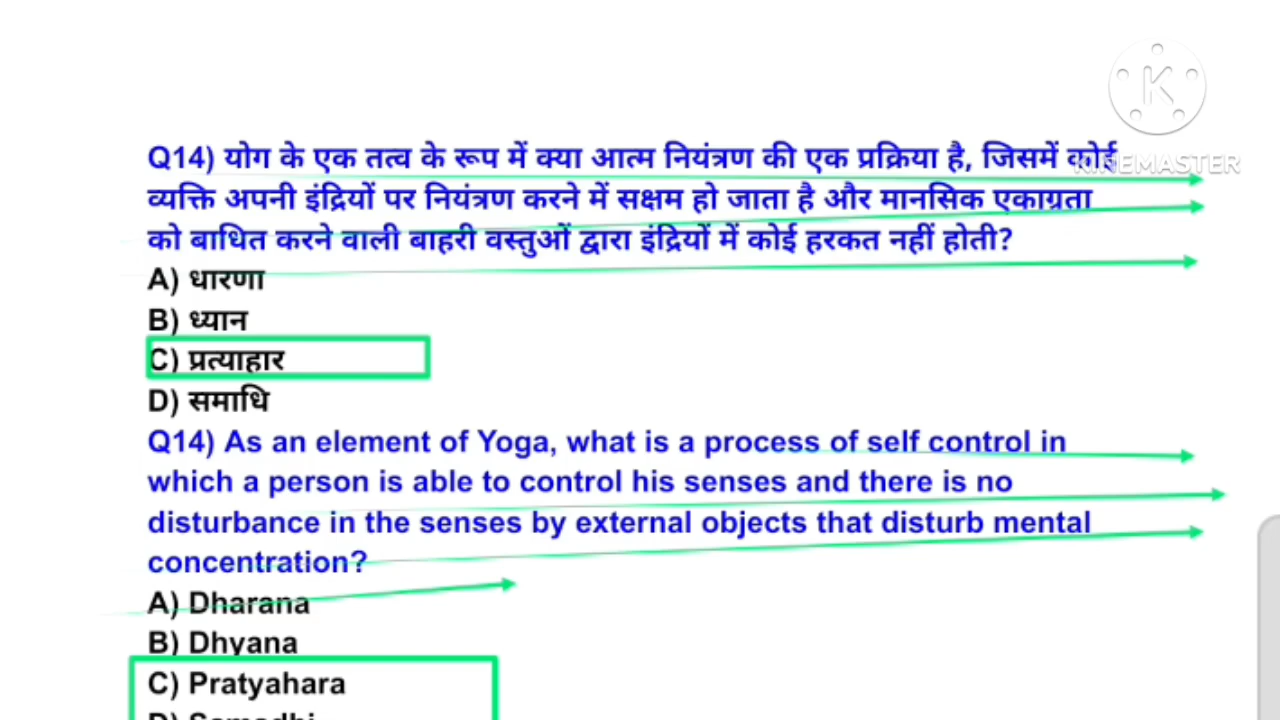 KINEMASTER
Q14) योग के एक तत्व के रूप में क्या आत्म नियंत्रण की एक प्रक्रिया है, जिसमें कोई
व्यक्ति अपनी इंद्रियों पर नियंत्रण करने में सक्षम हो जाता है और मानसिक एकाग्रता
को बाधित करने वाली बाहरी वस्तुओं द्वारा इंद्रियों में कोई हरकत नहीं होती?
A) धारणा
B) ध्यान
C) प्रत्याहार
D) समाधि
Q14) As an element of Yoga, what is a process of self control in
which a person is able to control his senses and there is no
disturbance in the senses by external objects that disturb mental
concentration?
A) Dharana
B) Dhyana
C) Pratyahara
D) Samadhi